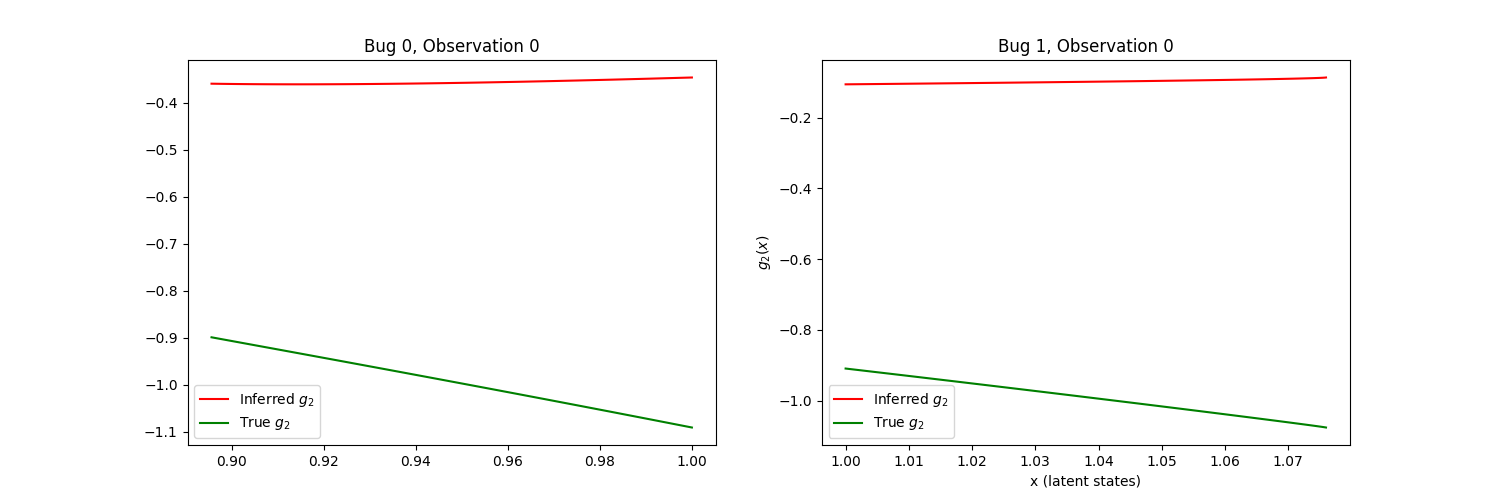 Bug 0, Observation 0
−0.4
−0.5
−0.6
−0.7
−0.8
−0.9
−1.0
−1.1
0.90 0.92 0.94 0.96 0.98 1.00
Inferred g₂
True g₂
Bug 1, Observation 0
g₂(x)
−0.2
−0.4
−0.6
−0.8
−1.0
1.00 1.01 1.02 1.03 1.04 1.05 1.06 1.07
x (latent states)
Inferred g₂
True g₂